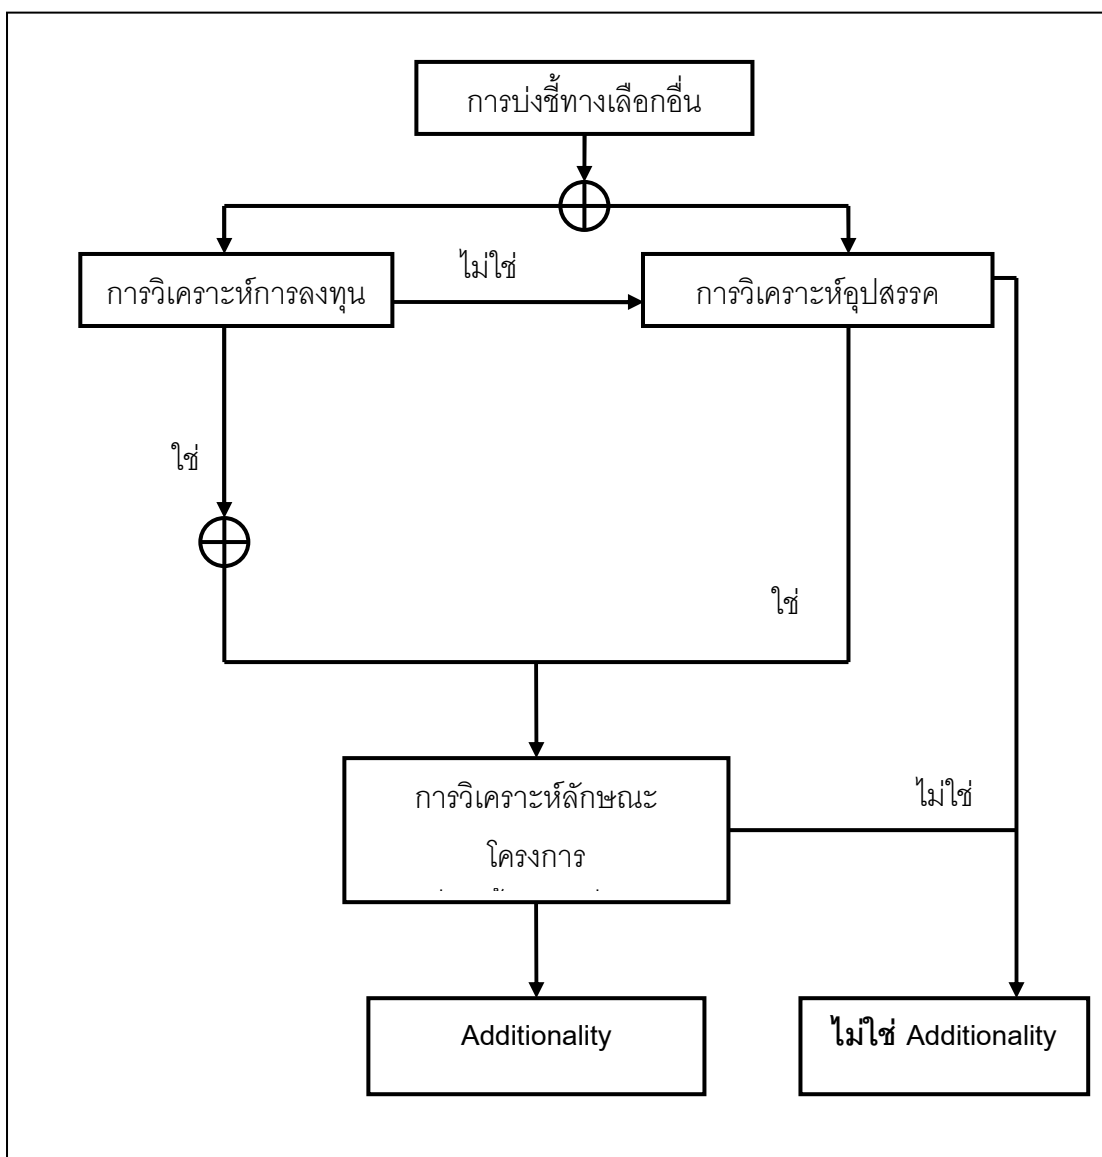 การบ่งชี้ทางเลือกอื่น
ไม่ใช่
การวิเคราะห์การลงทุน
การวิเคราะห์อุปสรรค
ใช่
ใช่
การวิเคราะห์ลักษณะ
โครงการ
ไม่ใช่
Additionality
ไม่ใช่ Additionality